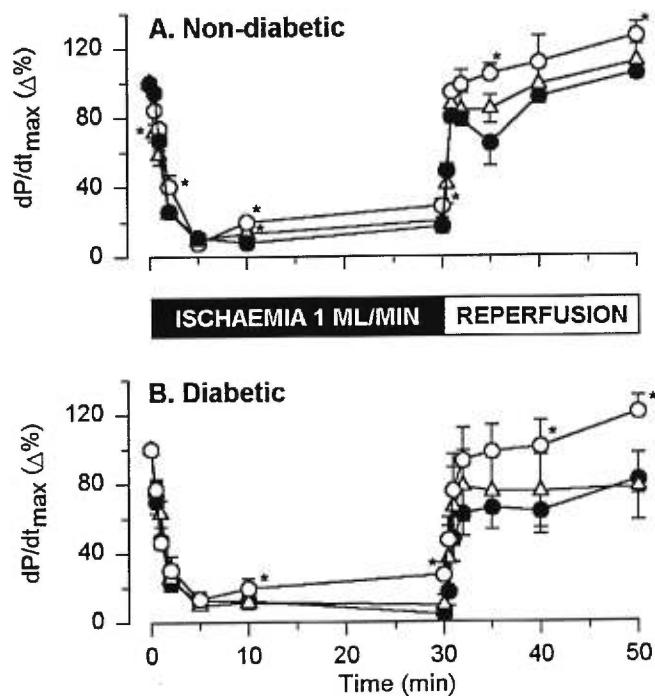 A. Non-diabetic
dP/dtmax (Δ%)
120
80
40
0
*
*
*
*
*
*
*
ISCHAEMIA 1 ML/MIN REPERFUSION
B. Diabetic
dP/dtmax (Δ%)
120
80
40
0
*
*
*
*
0 10 20 30 40 50
Time (min)